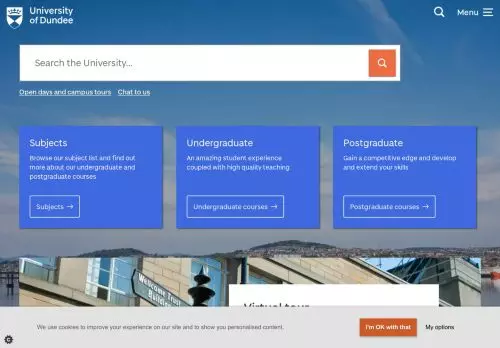 University
of Dundee
Menu
Search the University...
Open days and campus tours
Chat to us
Subjects
Browse our subject list and find out
more about our undergraduate and
postgraduate courses
Subjects →
Undergraduate
An amazing student experience
coupled with high quality teaching
Undergraduate courses →
Postgraduate
Gain a competitive edge and develop
and extend your skills
Postgraduate courses →
Wellcome Trust
Building
Virtual tour
We use cookies to improve your experience on our site and to show you personalised content.
I'm OK with that
My options